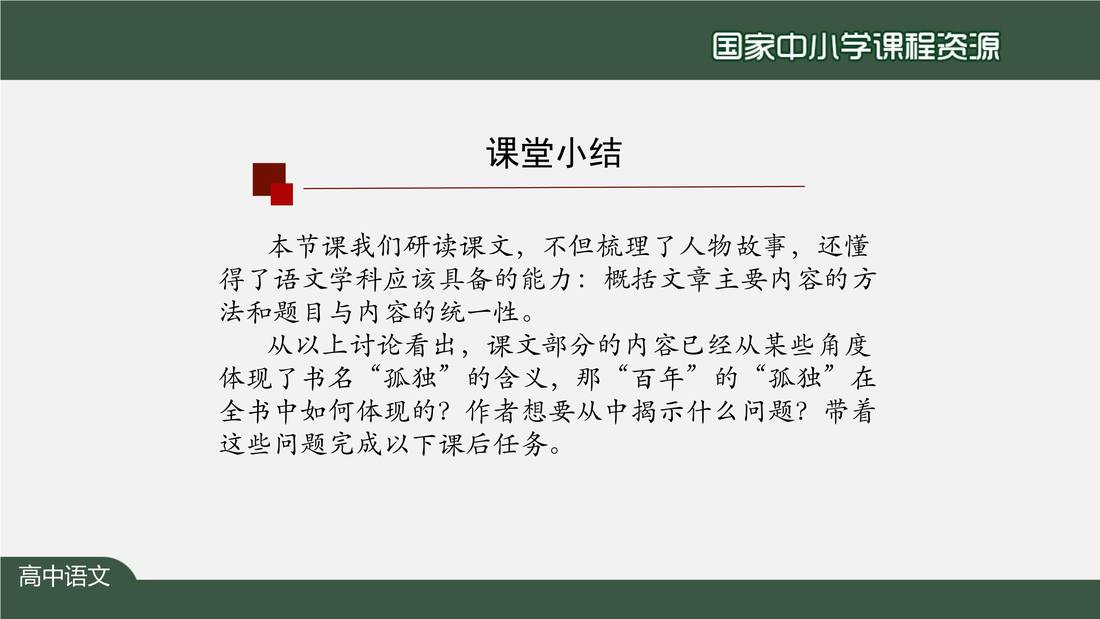 国家中小学课程资源
课堂小结
本节课我们研读课文，不但梳理了人物故事，还懂
得了语文学科应该具备的能力：概括文章主要内容的方
法和题目与内容的统一性。
从以上讨论看出，课文部分的内容已经从某些角度
体现了书名“孤独”的含义，那“百年”的“孤独”在
全书中如何体现的？作者想要从中揭示什么问题？带着
这些问题完成以下课后任务。
高中语文